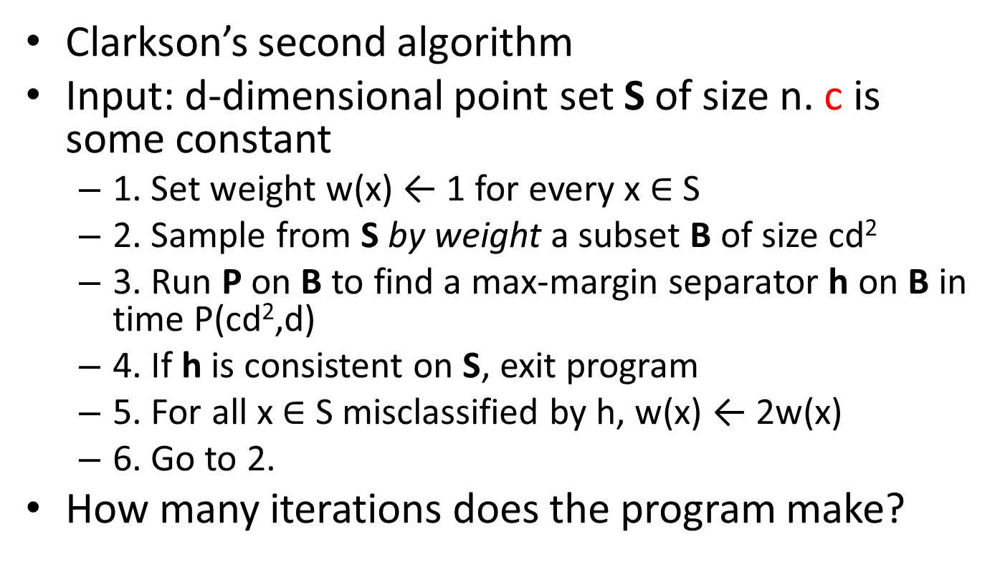 • Clarkson’s second algorithm
• Input: d-dimensional point set S of size n. c is
some constant
– 1. Set weight w(x) ← 1 for every x ∈ S
– 2. Sample from S by weight a subset B of size cd²
– 3. Run P on B to find a max-margin separator h on B in
time P(cd²,d)
– 4. If h is consistent on S, exit program
– 5. For all x ∈ S misclassified by h, w(x) ← 2w(x)
– 6. Go to 2.
• How many iterations does the program make?